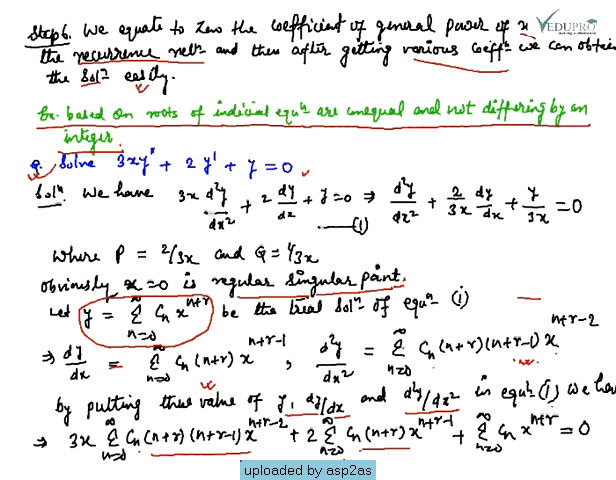 VEDUPRO
Step 6. We equate to zero the coefficient of general power of x
the recurrence relⁿ and then after getting various coeffˢ we can obtain
the solⁿ easily.
Ex. based on roots of indicial equⁿ are unequal and not differing by an
integer.
Q. Solve 3xy'' + 2y' + y = 0
Solⁿ. We have 3x d²y/dx² + 2 dy/dx + y = 0 ⇒ d²y/dx² + 2/3x dy/dx + y/3x = 0
—(1)
where P = 2/3x and Q = 1/3x
obviously x = 0 is regular singular point.
Let y = Σ_{n=0}^{∞} Cₙ x^{n+r} be the trial solⁿ of equⁿ (i)
⇒ dy/dx = Σ_{n=0}^{∞} Cₙ (n+r) x^{n+r-1} , d²y/dx² = Σ_{n=0}^{∞} Cₙ (n+r)(n+r-1) x^{n+r-2}
by putting the value of y, dy/dx and d²y/dx² in equⁿ (1) we have
⇒ 3x Σ_{n=0}^{∞} Cₙ (n+r)(n+r-1) x^{n+r-2} + 2 Σ_{n=0}^{∞} Cₙ (n+r) x^{n+r-1} + Σ_{n=0}^{∞} Cₙ x^{n+r} = 0
uploaded by asp2as